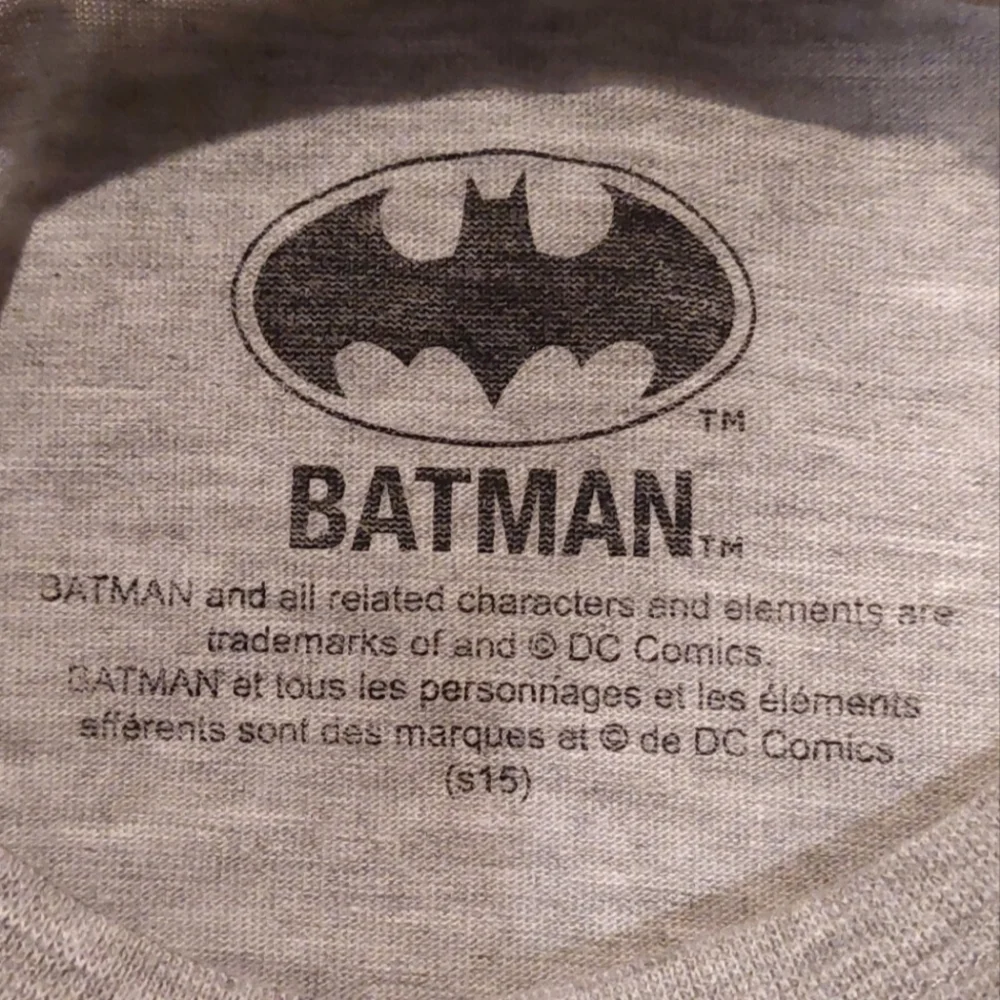 TM
BATMAN TM
BATMAN and all related characters and elements are
trademarks of and © DC Comics.
BATMAN et tous les personnages et les éléments
afférents sont des marques et © de DC Comics.
(s15)